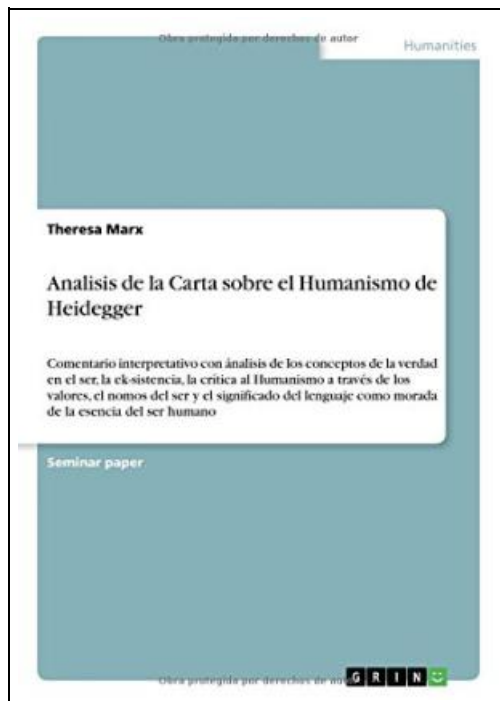 Obra protegida por derechos de autor
Humanities
Theresa Marx
Analisis de la Carta sobre el Humanismo de
Heidegger
Comentario interpretativo con ánalisis de los conceptos de la verdad
en el ser, la ek-sistencia, la crítica al Humanismo a través de los
valores, el nomos del ser y el significado del lenguaje como morada
de la esencia del ser humano
Seminar paper
Obra protegida por derechos de
GRIN